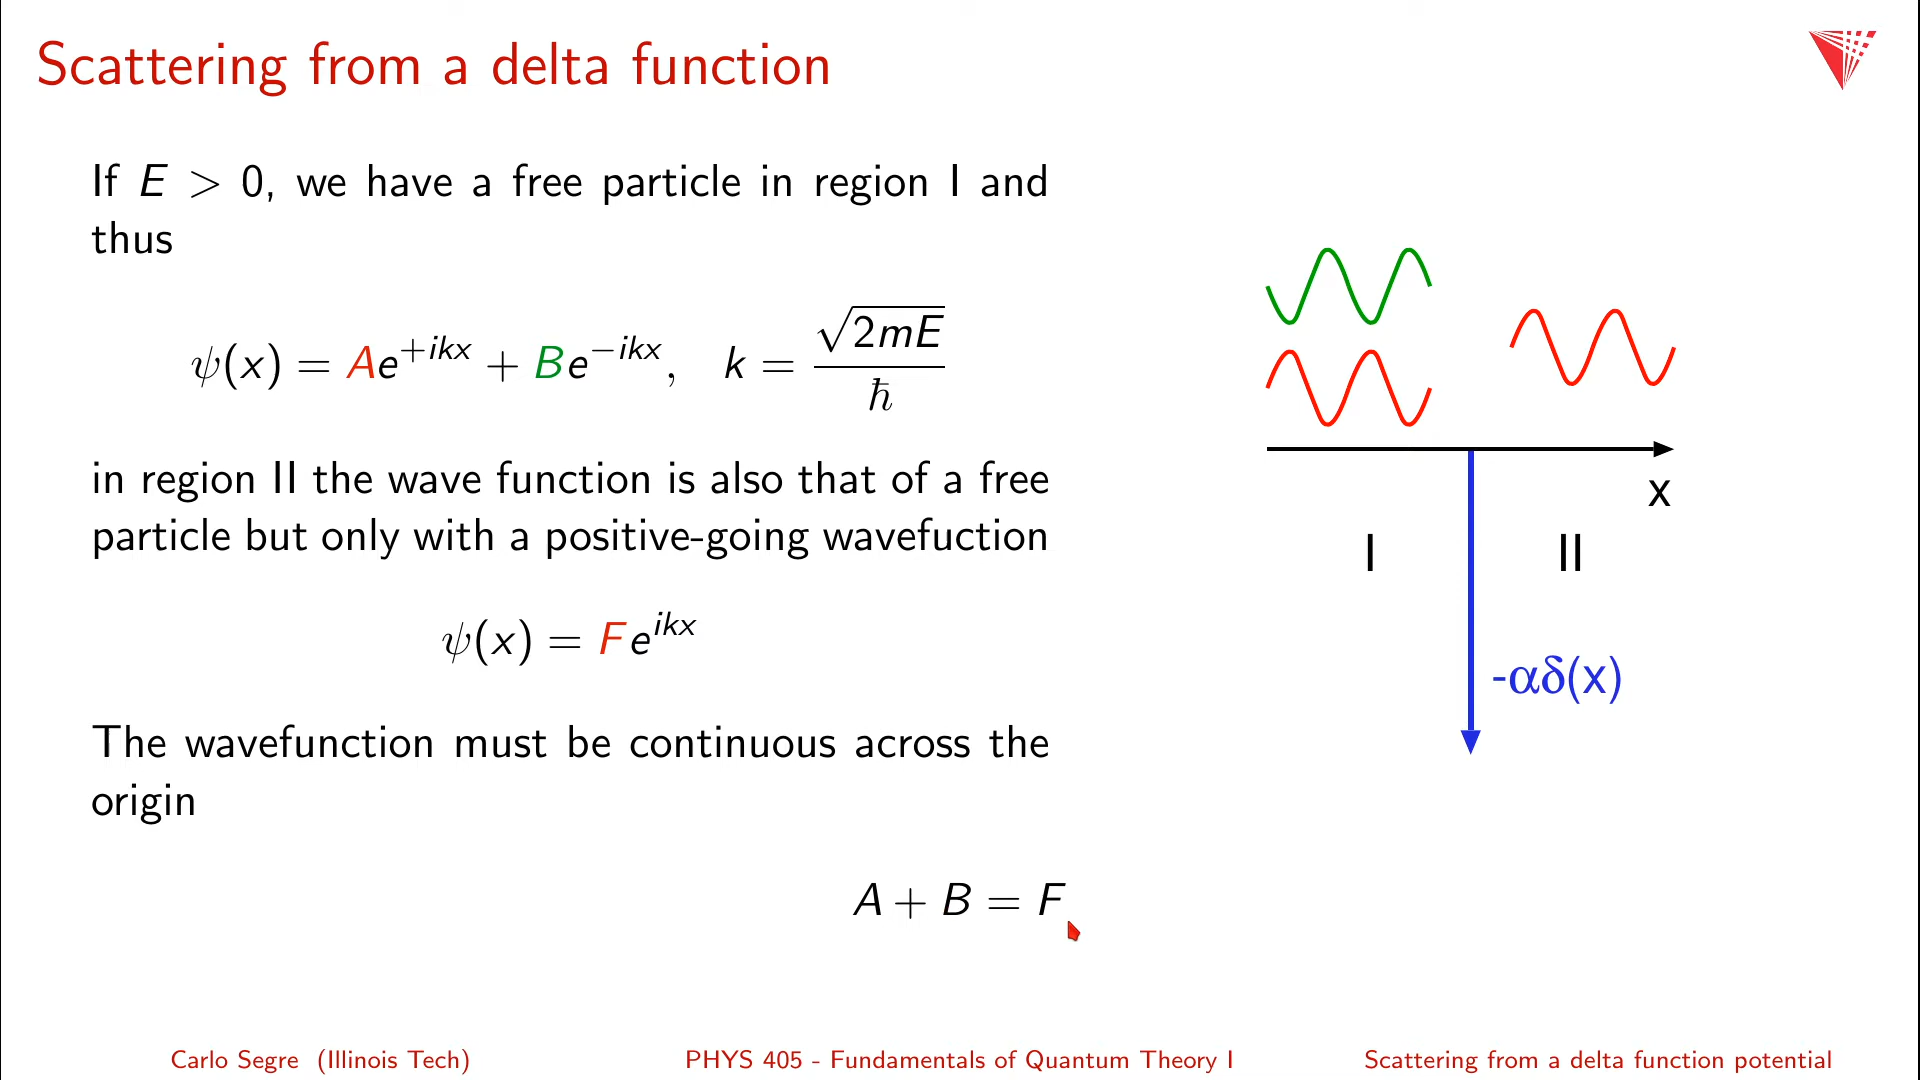 Scattering from a delta function
If E > 0, we have a free particle in region I and
thus
ψ(x) = Ae^{+ikx} + Be^{−ikx}, k = √(2mE)/ℏ
in region II the wave function is also that of a free
particle but only with a positive-going wavefuction
ψ(x) = Fe^{ikx}
The wavefunction must be continuous across the
origin
A + B = F
x
I II
-αδ(x)
Carlo Segre (Illinois Tech) PHYS 405 - Fundamentals of Quantum Theory I Scattering from a delta function potential